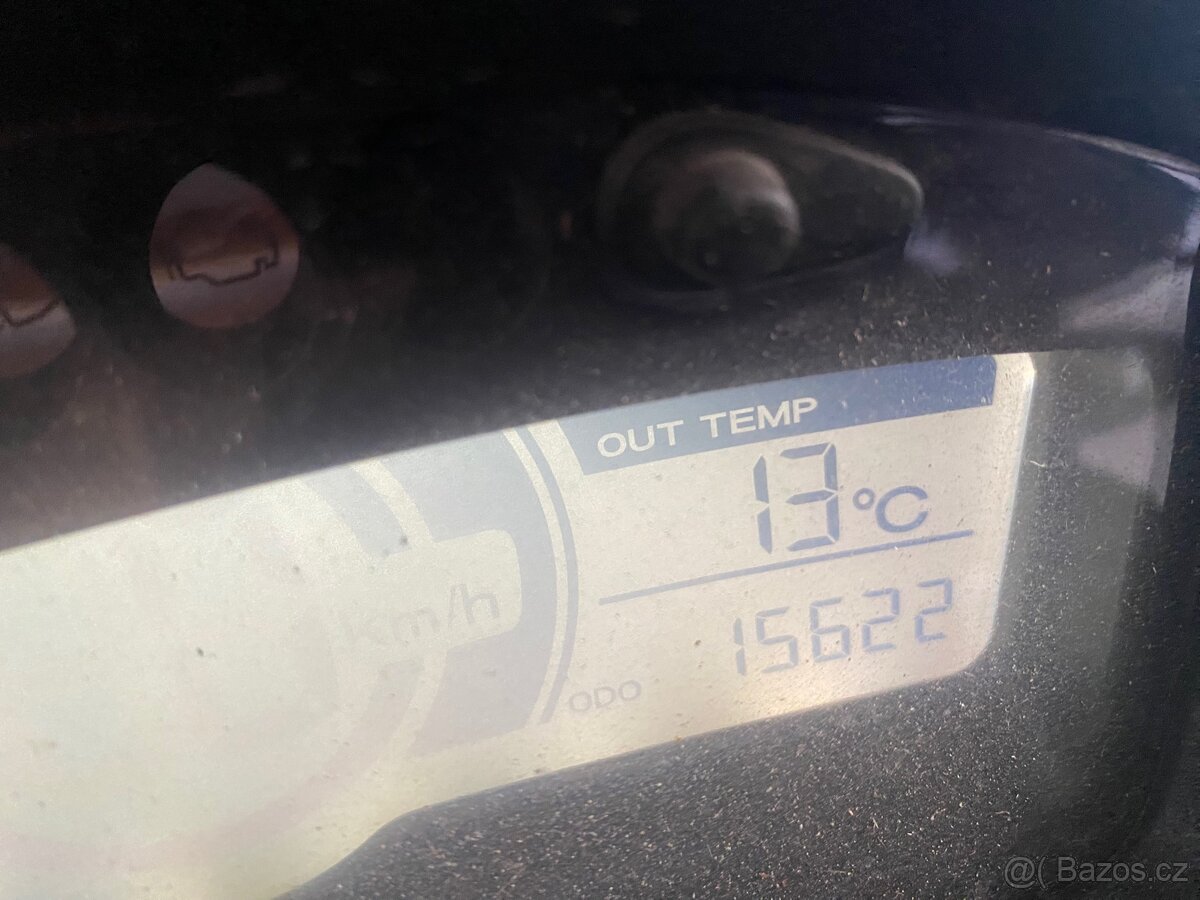 OUT TEMP
13 °C
km/h
15622
ODO
@( Bazos.cz